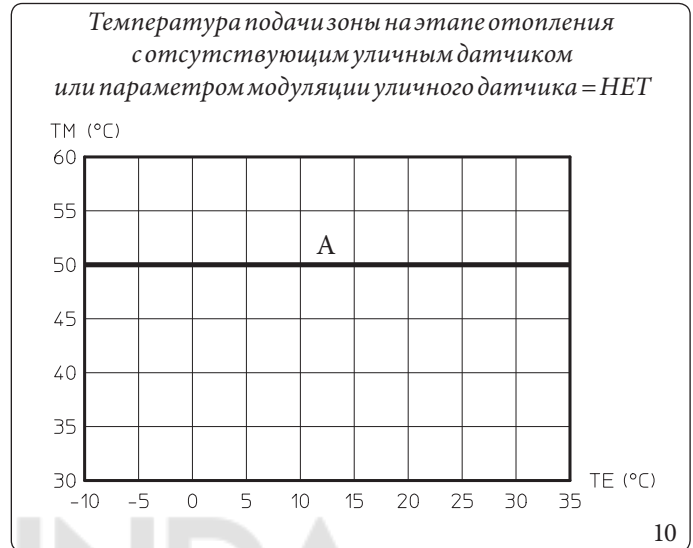 Температура подачи зоны на этапе отопления
с отсутствующим уличным датчиком
или параметром модуляции уличного датчика = НЕТ
TM (°C)
60
55
A
50
45
40
35
30
TE (°C)
-10 -5 0 5 10 15 20 25 30 35
10